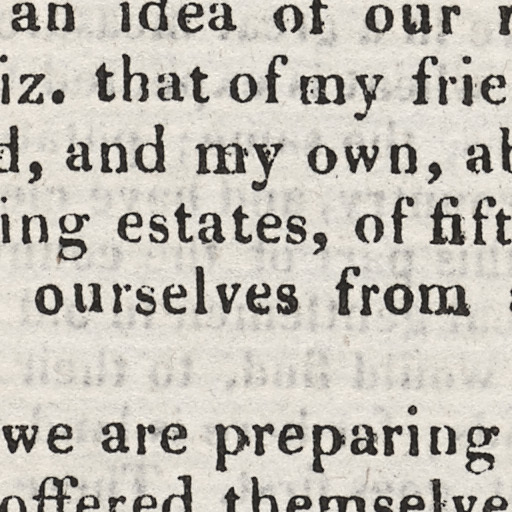 an idea of our r
iz. that of my frie
d, and my own, ab
ing estates, of fift
ourselves from
we are preparing
offered themselve